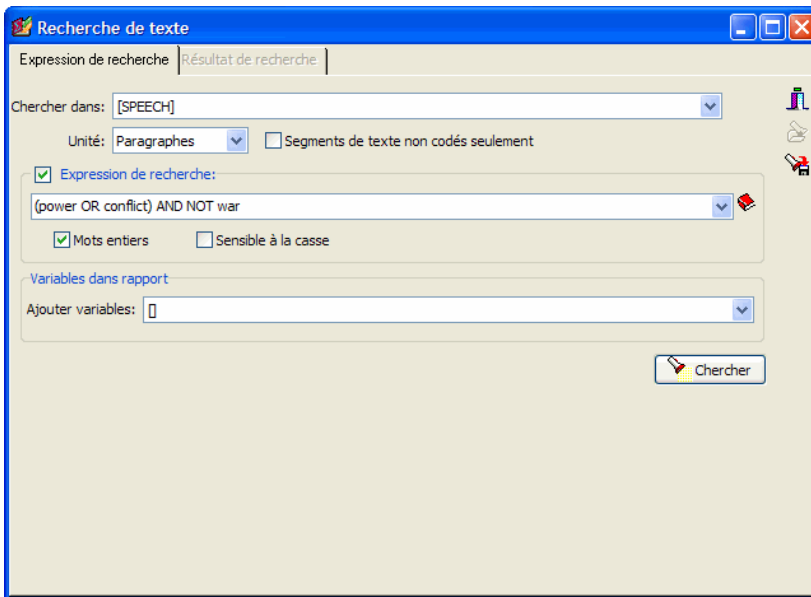 Recherche de texte
Expression de recherche Résultat de recherche
Chercher dans: [SPEECH]
Unité: Paragraphes Segments de texte non codés seulement
Expression de recherche:
(power OR conflict) AND NOT war
Mots entiers Sensible à la casse
Variables dans rapport
Ajouter variables: []
Chercher